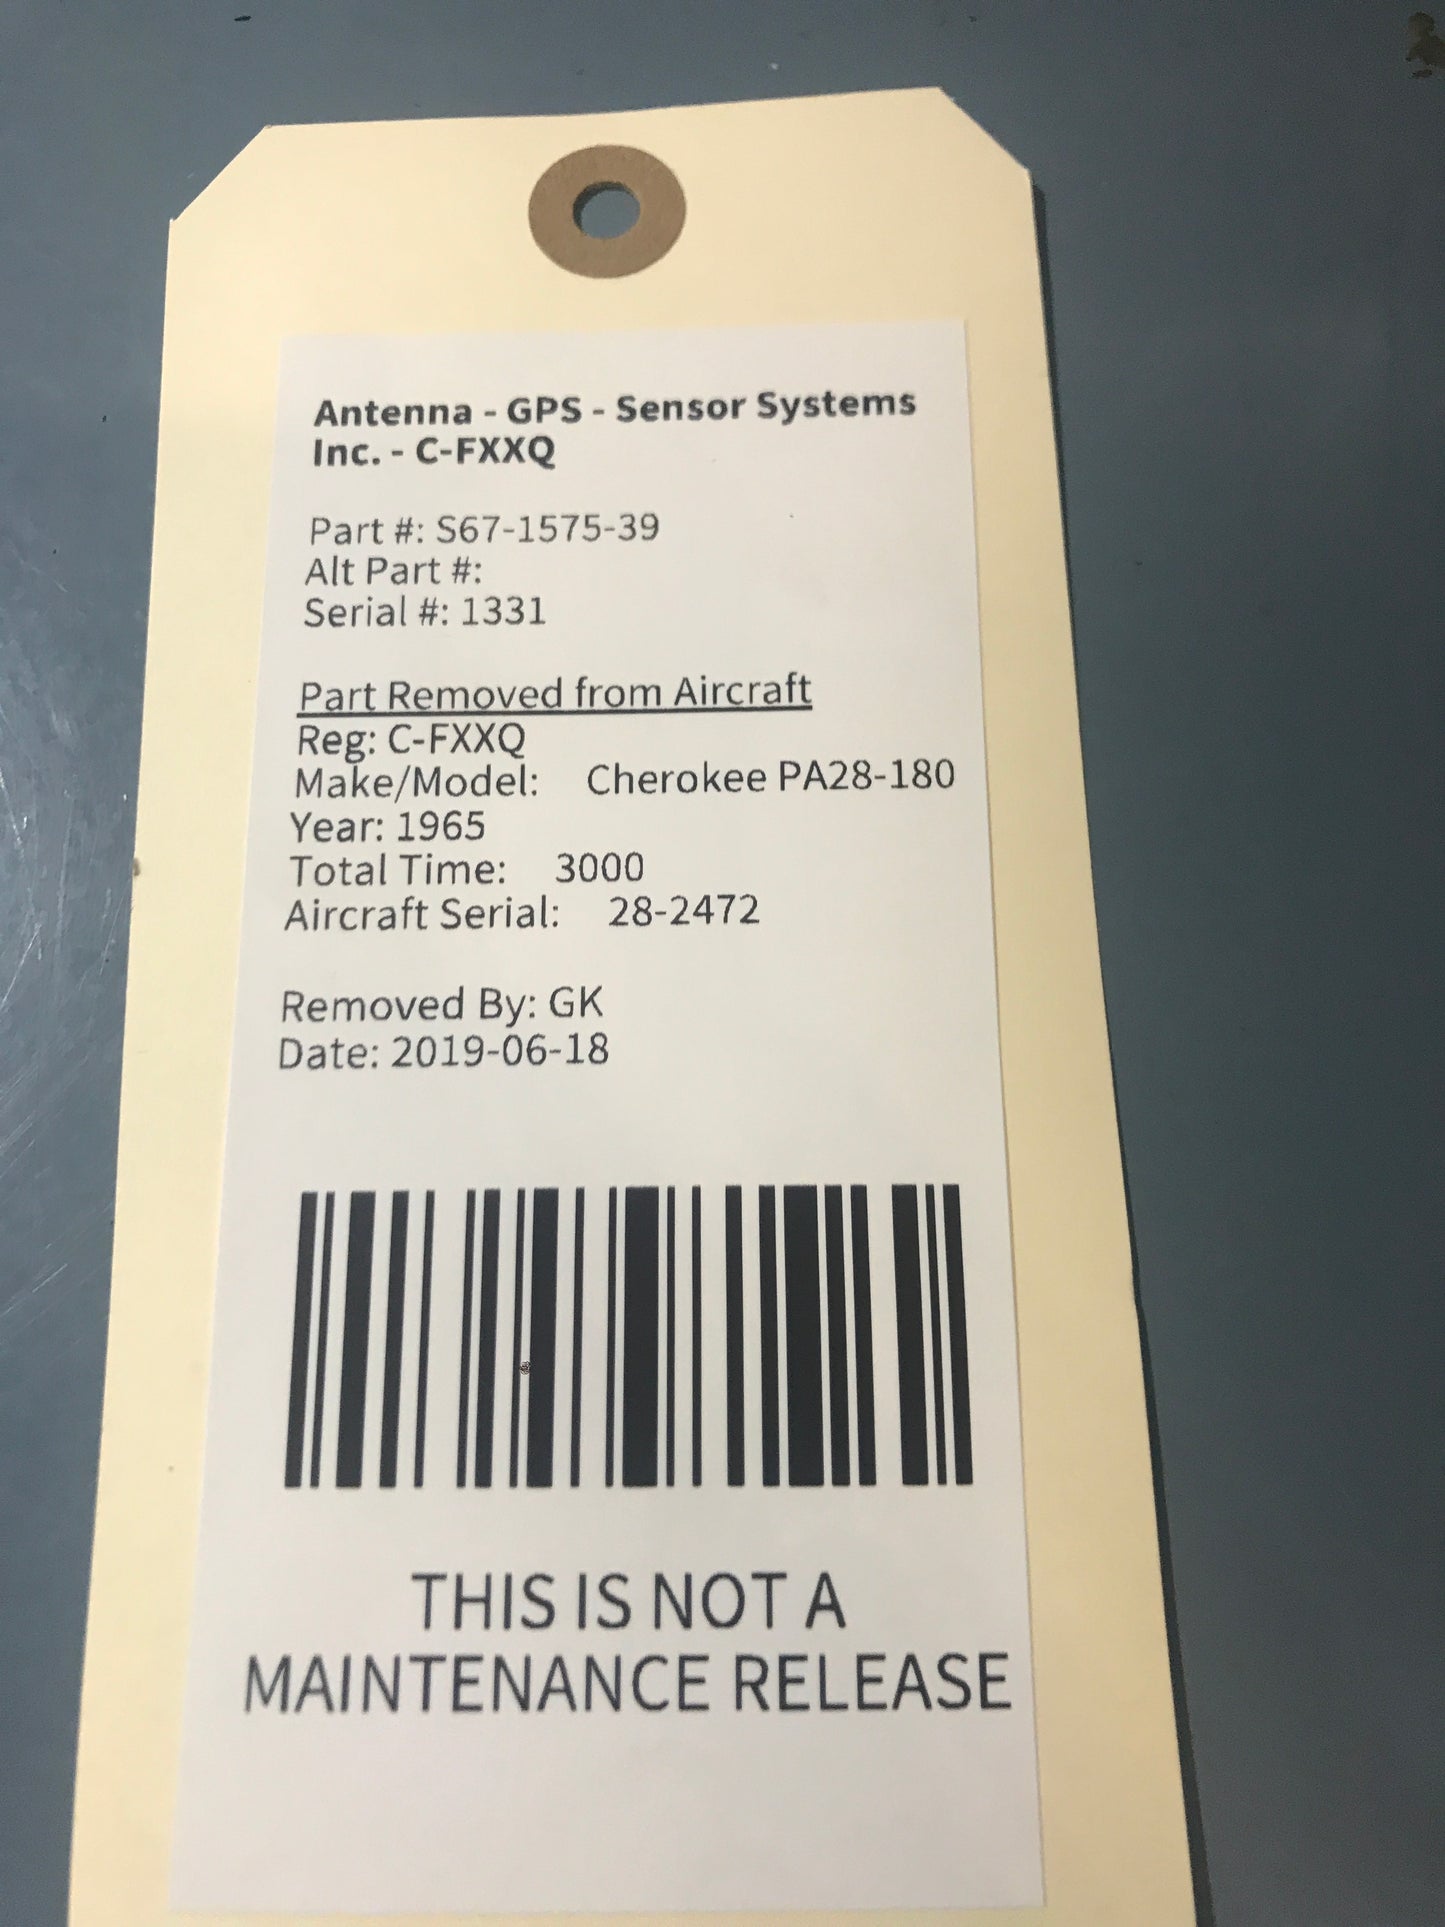 Antenna - GPS - Sensor Systems
Inc. - C-FXXQ
Part #: S67-1575-39
Alt Part #:
Serial #: 1331
Part Removed from Aircraft
Reg: C-FXXQ
Make/Model: Cherokee PA28-180
Year: 1965
Total Time: 3000
Aircraft Serial: 28-2472
Removed By: GK
Date: 2019-06-18
THIS IS NOT A
MAINTENANCE RELEASE